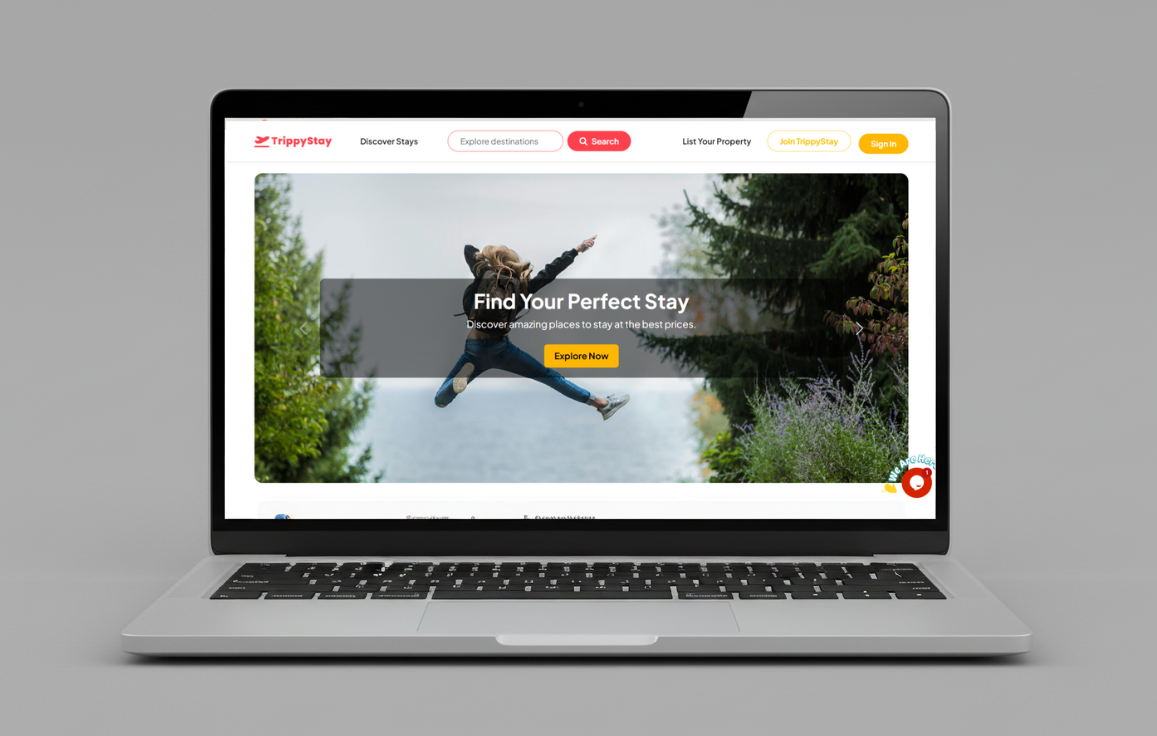 TrippyStay
Discover Stays
Explore destinations
Search
List Your Property
Join TrippyStay
Sign In
Find Your Perfect Stay
Discover amazing places to stay at the best prices.
Explore Now
We Are Here
1